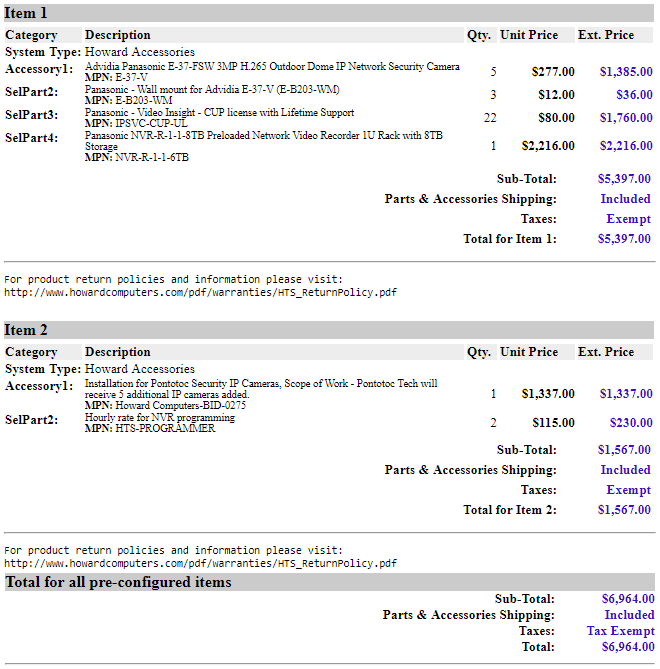 Item 1
Category Description Qty. Unit Price Ext. Price
System Type: Howard Accessories
Accessory1: Advidia Panasonic E-37-FSW 3MP H.265 Outdoor Dome IP Network Security Camera
MPN: E-37-V 5 $277.00 $1,385.00
SelPart2: Panasonic - Wall mount for Advidia E-37-V (E-B203-WM)
MPN: E-B203-WM 3 $12.00 $36.00
SelPart3: Panasonic - Video Insight - CUP license with Lifetime Support
MPN: IPSVC-CUP-UL 22 $80.00 $1,760.00
SelPart4: Panasonic NVR-R-1-1-8TB Preloaded Network Video Recorder 1U Rack with 8TB
Storage 1 $2,216.00 $2,216.00
MPN: NVR-R-1-1-6TB
Sub-Total: $5,397.00
Parts & Accessories Shipping: Included
Taxes: Exempt
Total for Item 1: $5,397.00
For product return policies and information please visit:
http://www.howardcomputers.com/pdf/warranties/HTS_ReturnPolicy.pdf
Item 2
Category Description Qty. Unit Price Ext. Price
System Type: Howard Accessories
Accessory1: Installation for Pontotoc Security IP Cameras, Scope of Work - Pontotoc Tech will
receive 5 additional IP cameras added. 1 $1,337.00 $1,337.00
MPN: Howard Computers-BID-0275
SelPart2: Hourly rate for NVR programming
MPN: HTS-PROGRAMMER 2 $115.00 $230.00
Sub-Total: $1,567.00
Parts & Accessories Shipping: Included
Taxes: Exempt
Total for Item 2: $1,567.00
For product return policies and information please visit:
http://www.howardcomputers.com/pdf/warranties/HTS_ReturnPolicy.pdf
Total for all pre-configured items
Sub-Total: $6,964.00
Parts & Accessories Shipping: Included
Taxes: Tax Exempt
Total: $6,964.00